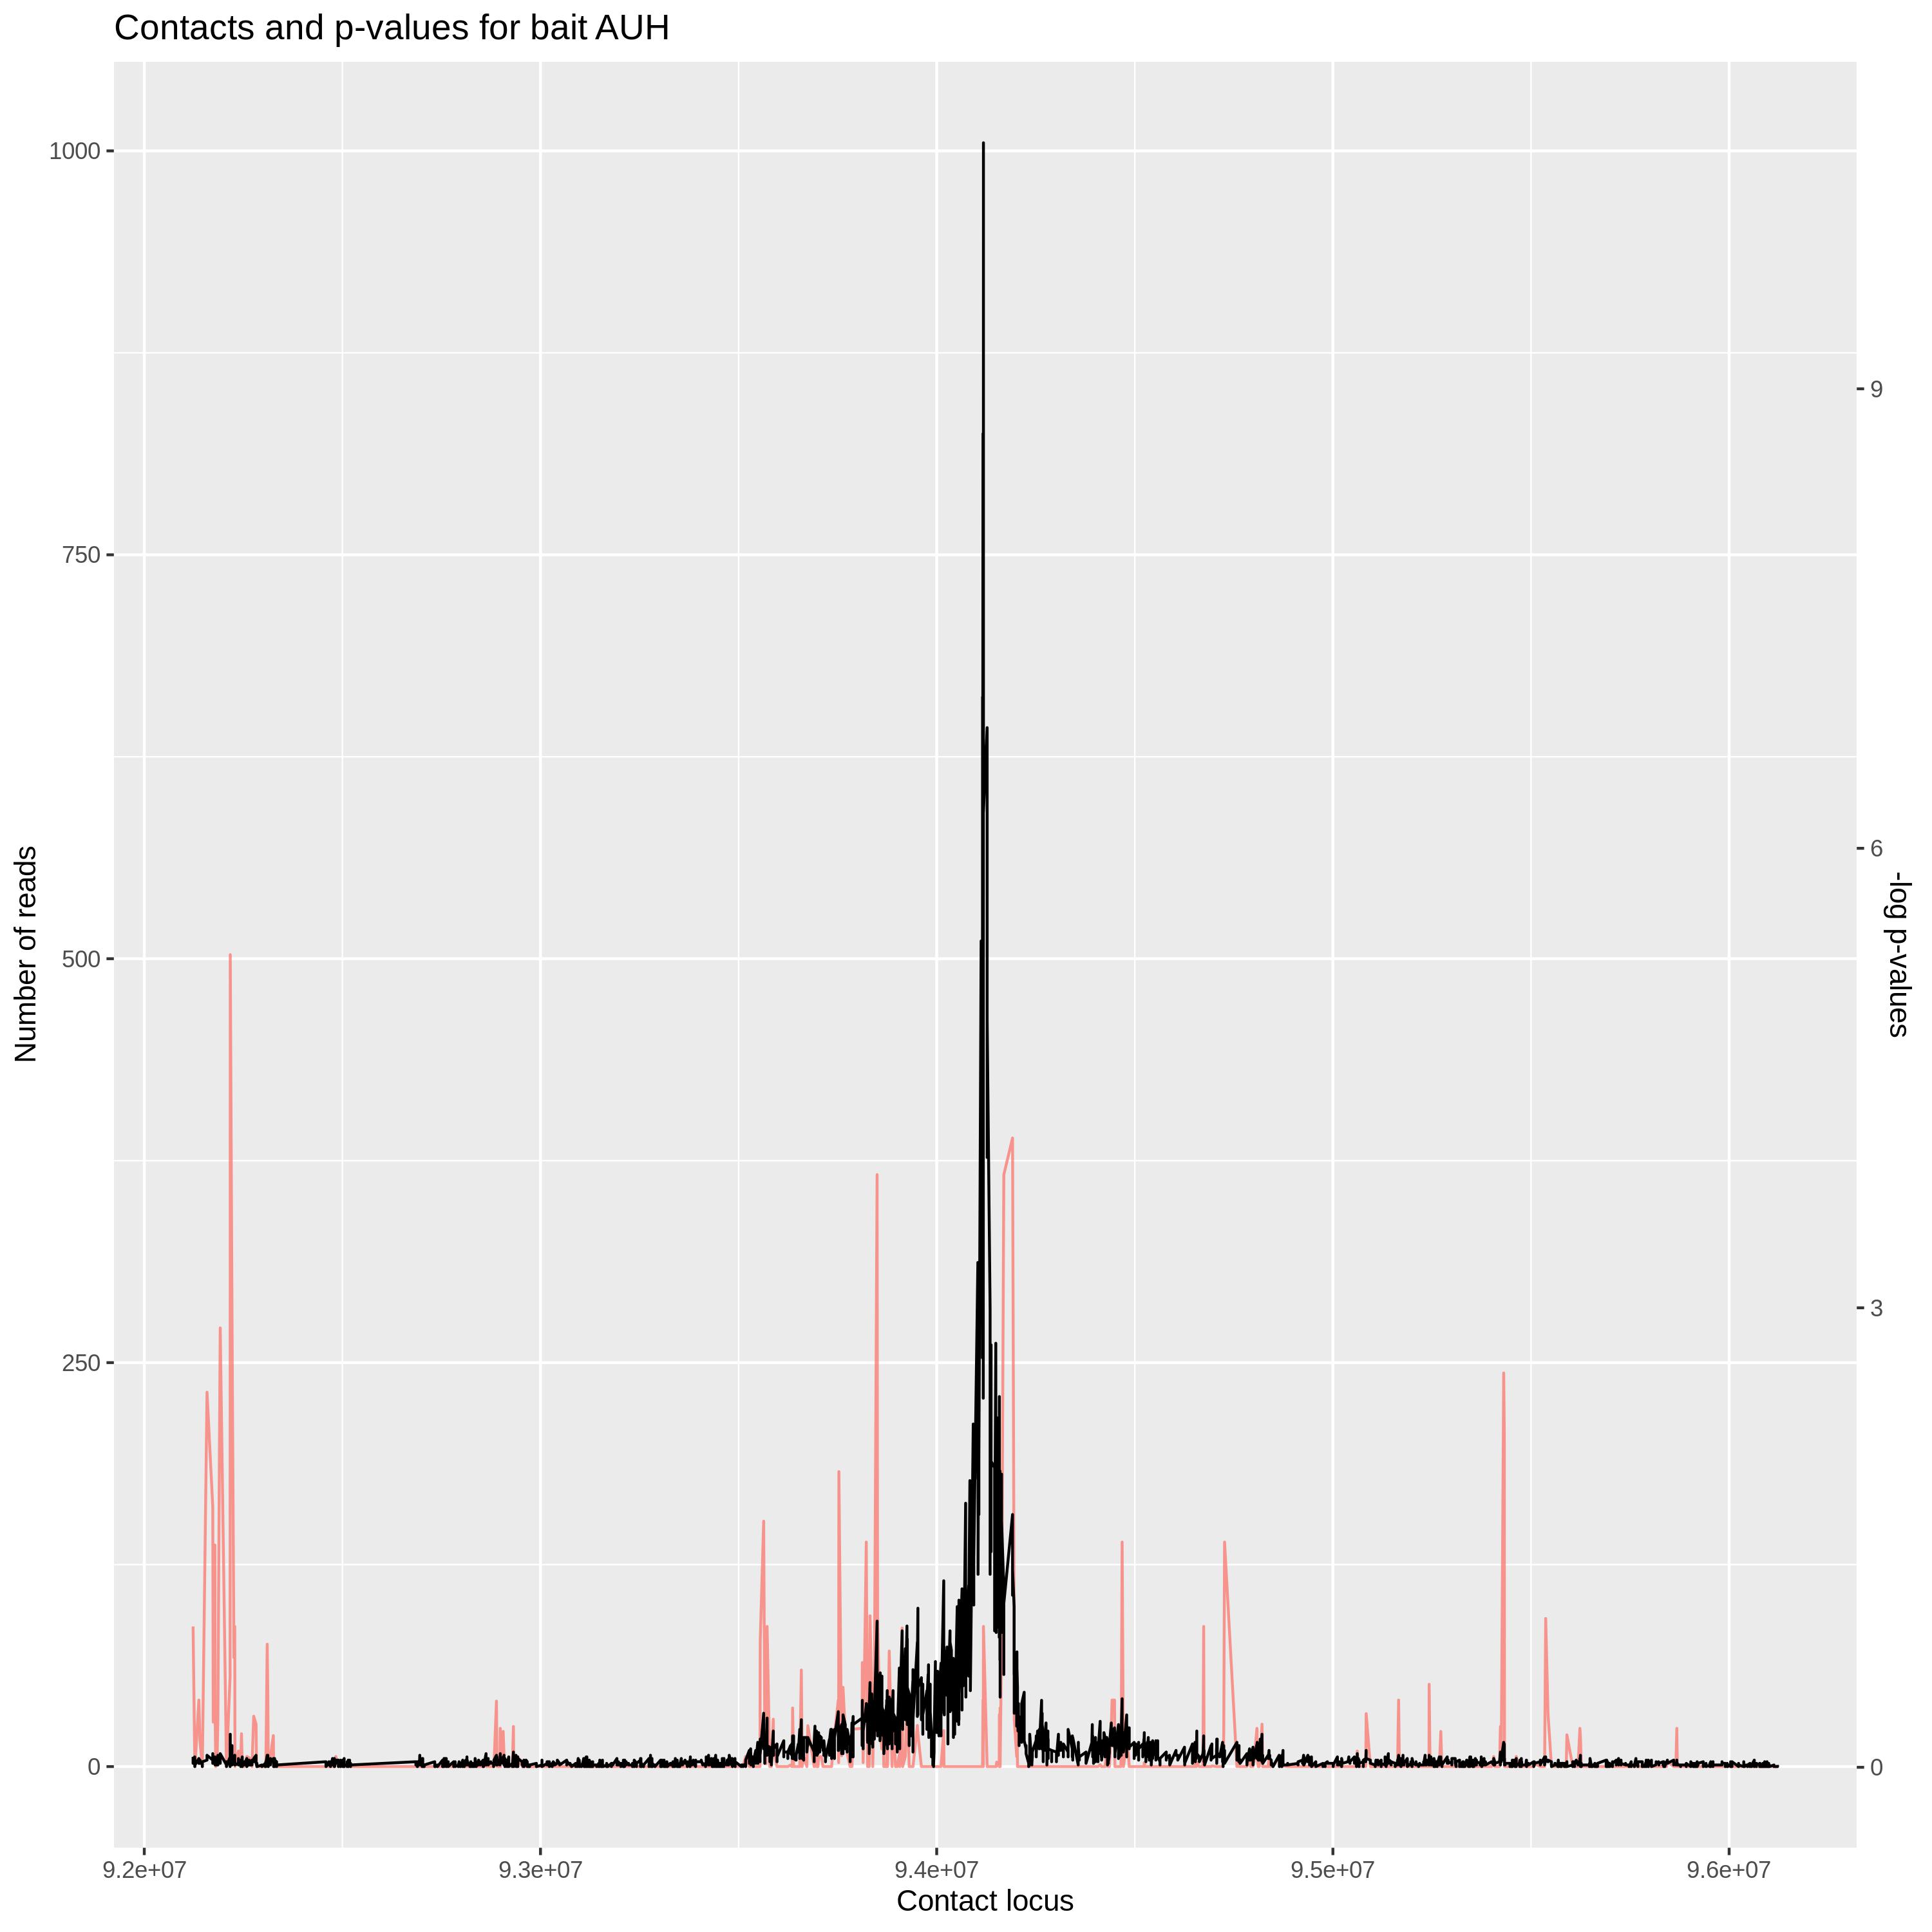 Contacts and p-values for bait AUH
1000
750
500
250
0
Number of reads
9
6
3
0
-log p-values
9.2e+07 9.3e+07 9.4e+07 9.5e+07 9.6e+07
Contact locus